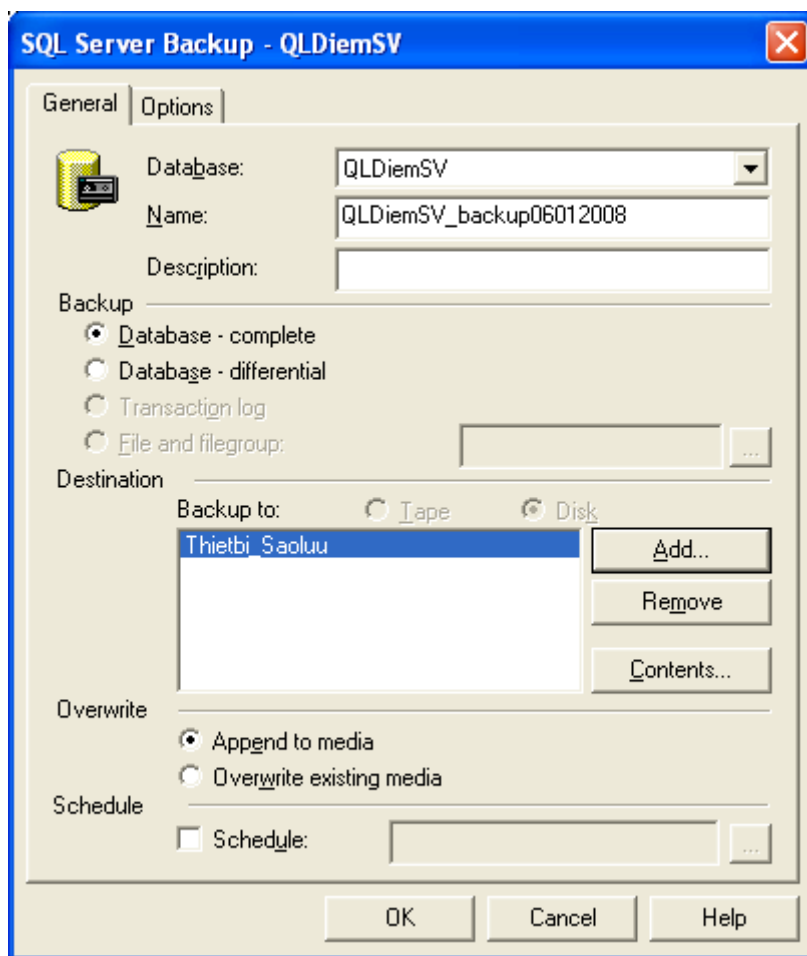 SQL Server Backup - QLDiemSV
General Options
Database: QLDiemSV
Name: QLDiemSV_backup06012008
Description:
Backup
Database - complete
Database - differential
Transaction log
File and filegroup: ...
Destination
Backup to: Tape Disk
Thietbi_Saoluu Add...
Remove
Contents...
Overwrite
Append to media
Overwrite existing media
Schedule
Schedule: ...
OK Cancel Help